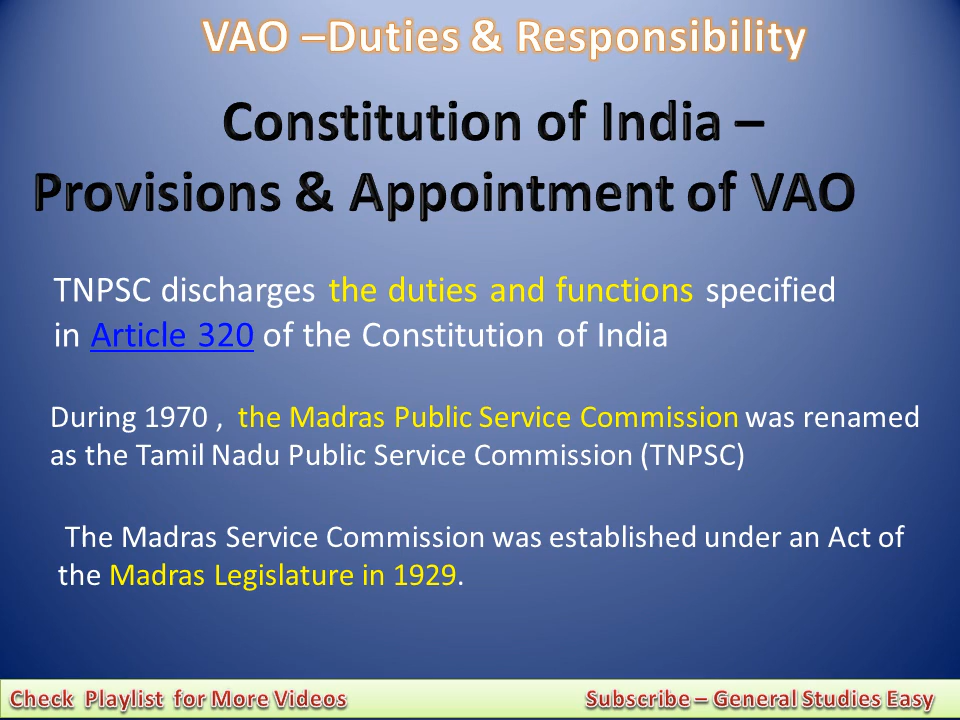 VAO –Duties & Responsibility
Constitution of India –
Provisions & Appointment of VAO
TNPSC discharges the duties and functions specified
in Article 320 of the Constitution of India
During 1970 , the Madras Public Service Commission was renamed
as the Tamil Nadu Public Service Commission (TNPSC)
The Madras Service Commission was established under an Act of
the Madras Legislature in 1929.
Check Playlist for More Videos
Subscribe – General Studies Easy